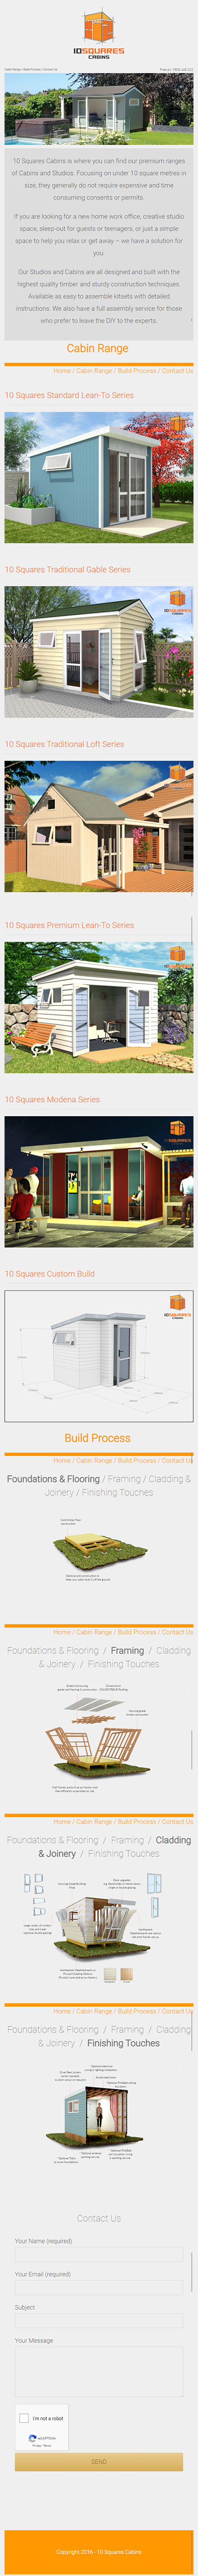 10SQUARES
CABINS
Cabin Range / Build Process / Contact Us
10 Squares Cabins is where you can find our premium ranges
of Cabins and Studios. Focusing on under 10 square metres in
size, they generally do not require expensive and time
consuming consents or permits.
If you are looking for a new home work office, creative studio
space, sleep-out for guests or teenagers, or just a simple
space to help you relax or get away – we have a solution for
you.
Our Studios and Cabins are all designed and built with the
highest quality timber and sturdy construction techniques.
Available as easy to assemble kitsets with detailed
instructions. We also have a full assembly service for those
who prefer to leave the DIY to the experts.
Cabin Range
Home / Cabin Range / Build Process / Contact Us
10 Squares Standard Lean-To Series
10SQUARES
CABINS
10 Squares Traditional Gable Series
10SQUARES
CABINS
10 Squares Traditional Loft Series
10SQUARES
10 Squares Premium Lean-To Series
10SQUARES
10 Squares Modena Series
10SQUARES
CABINS
10 Squares Custom Build
10SQUARES
CABINS
Build Process
Home / Cabin Range / Build Process / Contact Us
Foundations & Flooring / Framing / Cladding &
Joinery / Finishing Touches
Home / Cabin Range / Build Process / Contact Us
Foundations & Flooring / Framing / Cladding
& Joinery / Finishing Touches
Home / Cabin Range / Build Process / Contact Us
Foundations & Flooring / Framing / Cladding
& Joinery / Finishing Touches
Home / Cabin Range / Build Process / Contact Us
Foundations & Flooring / Framing / Cladding
& Joinery / Finishing Touches
Contact Us
Your Name (required)
Your Email (required)
Subject
Your Message
I'm not a robot
reCAPTCHA
Privacy - Terms
SEND
Copyright 2016 - 10 Squares Cabins